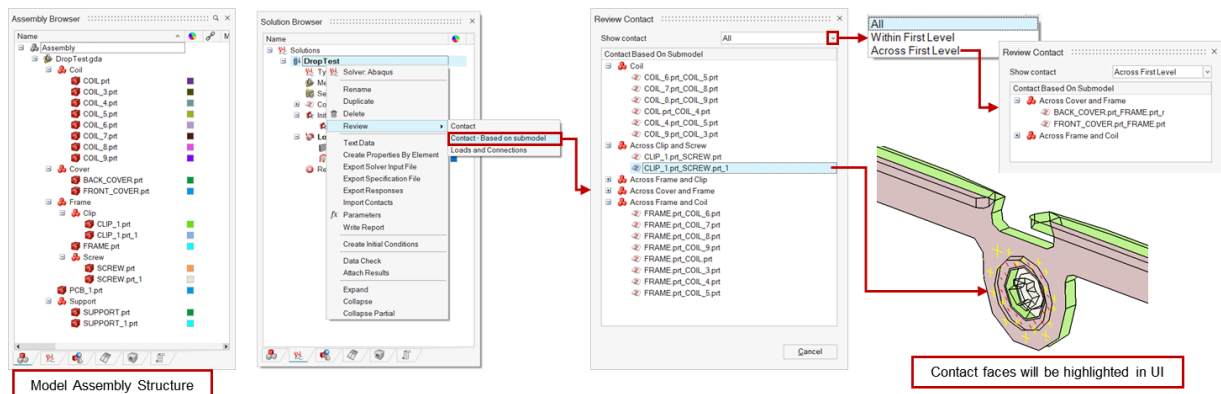 Assembly Browser
Name
M
Assembly
DropTest.gda
Coil
COIL.prt
COIL_3.prt
COIL_4.prt
COIL_5.prt
COIL_6.prt
COIL_7.prt
COIL_8.prt
COIL_9.prt
Cover
BACK_COVER.prt
FRONT_COVER.prt
Frame
Clip
CLIP_1.prt
CLIP_1.prt_1
FRAME.prt
Screw
SCREW.prt
SCREW.prt_1
PCB_1.prt
Support
SUPPORT.prt
SUPPORT_1.prt
Model Assembly Structure
Solution Browser
Name
Solutions
DropTest
Ty
Me
Se
Co
Init
Lo
Re
Solver: Abaqus
Rename
Duplicate
Delete
Review
Text Data
Create Properties By Element
Export Solver Input File
Export Specification File
Export Responses
Import Contacts
fx Parameters
Write Report
Create Initial Conditions
Data Check
Attach Results
Expand
Collapse
Collapse Partial
Contact
Contact - Based on submodel
Loads and Connections
Review Contact
Show contact
All
Contact Based On Submodel
Coil
COIL_6.prt_COIL_5.prt
COIL_7.prt_COIL_8.prt
COIL_8.prt_COIL_9.prt
COIL.prt_COIL_4.prt
COIL_4.prt_COIL_5.prt
COIL_9.prt_COIL_3.prt
Across Clip and Screw
CLIP_1.prt_SCREW.prt
CLIP_1.prt_SCREW.prt_1
Across Frame and Clip
Across Cover and Frame
Across Frame and Coil
FRAME.prt_COIL_6.prt
FRAME.prt_COIL_7.prt
FRAME.prt_COIL_8.prt
FRAME.prt_COIL_9.prt
FRAME.prt_COIL.prt
FRAME.prt_COIL_3.prt
FRAME.prt_COIL_4.prt
FRAME.prt_COIL_5.prt
Cancel
All
Within First Level
Across First Level
Review Contact
Show contact
Across First Level
Contact Based On Submodel
Across Cover and Frame
BACK_COVER.prt_FRAME.prt_r
FRONT_COVER.prt_FRAME.prt
Across Frame and Coil
Contact faces will be highlighted in UI